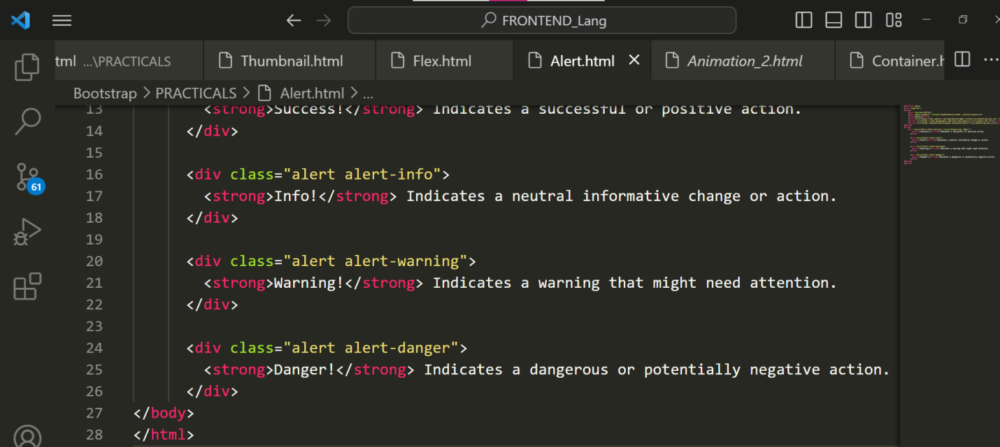 FRONTEND_Lang
tml ...\PRACTICALS Thumbnail.html Flex.html Alert.html Animation_2.html Container.h
Bootstrap > PRACTICALS > Alert.html > ...
13 <strong>Success!</strong> Indicates a successful or positive action.
14 </div>
15
16 <div class="alert alert-info">
17 <strong>Info!</strong> Indicates a neutral informative change or action.
18 </div>
19
20 <div class="alert alert-warning">
21 <strong>Warning!</strong> Indicates a warning that might need attention.
22 </div>
23
24 <div class="alert alert-danger">
25 <strong>Danger!</strong> Indicates a dangerous or potentially negative action.
26 </div>
27 </body>
28 </html>
61